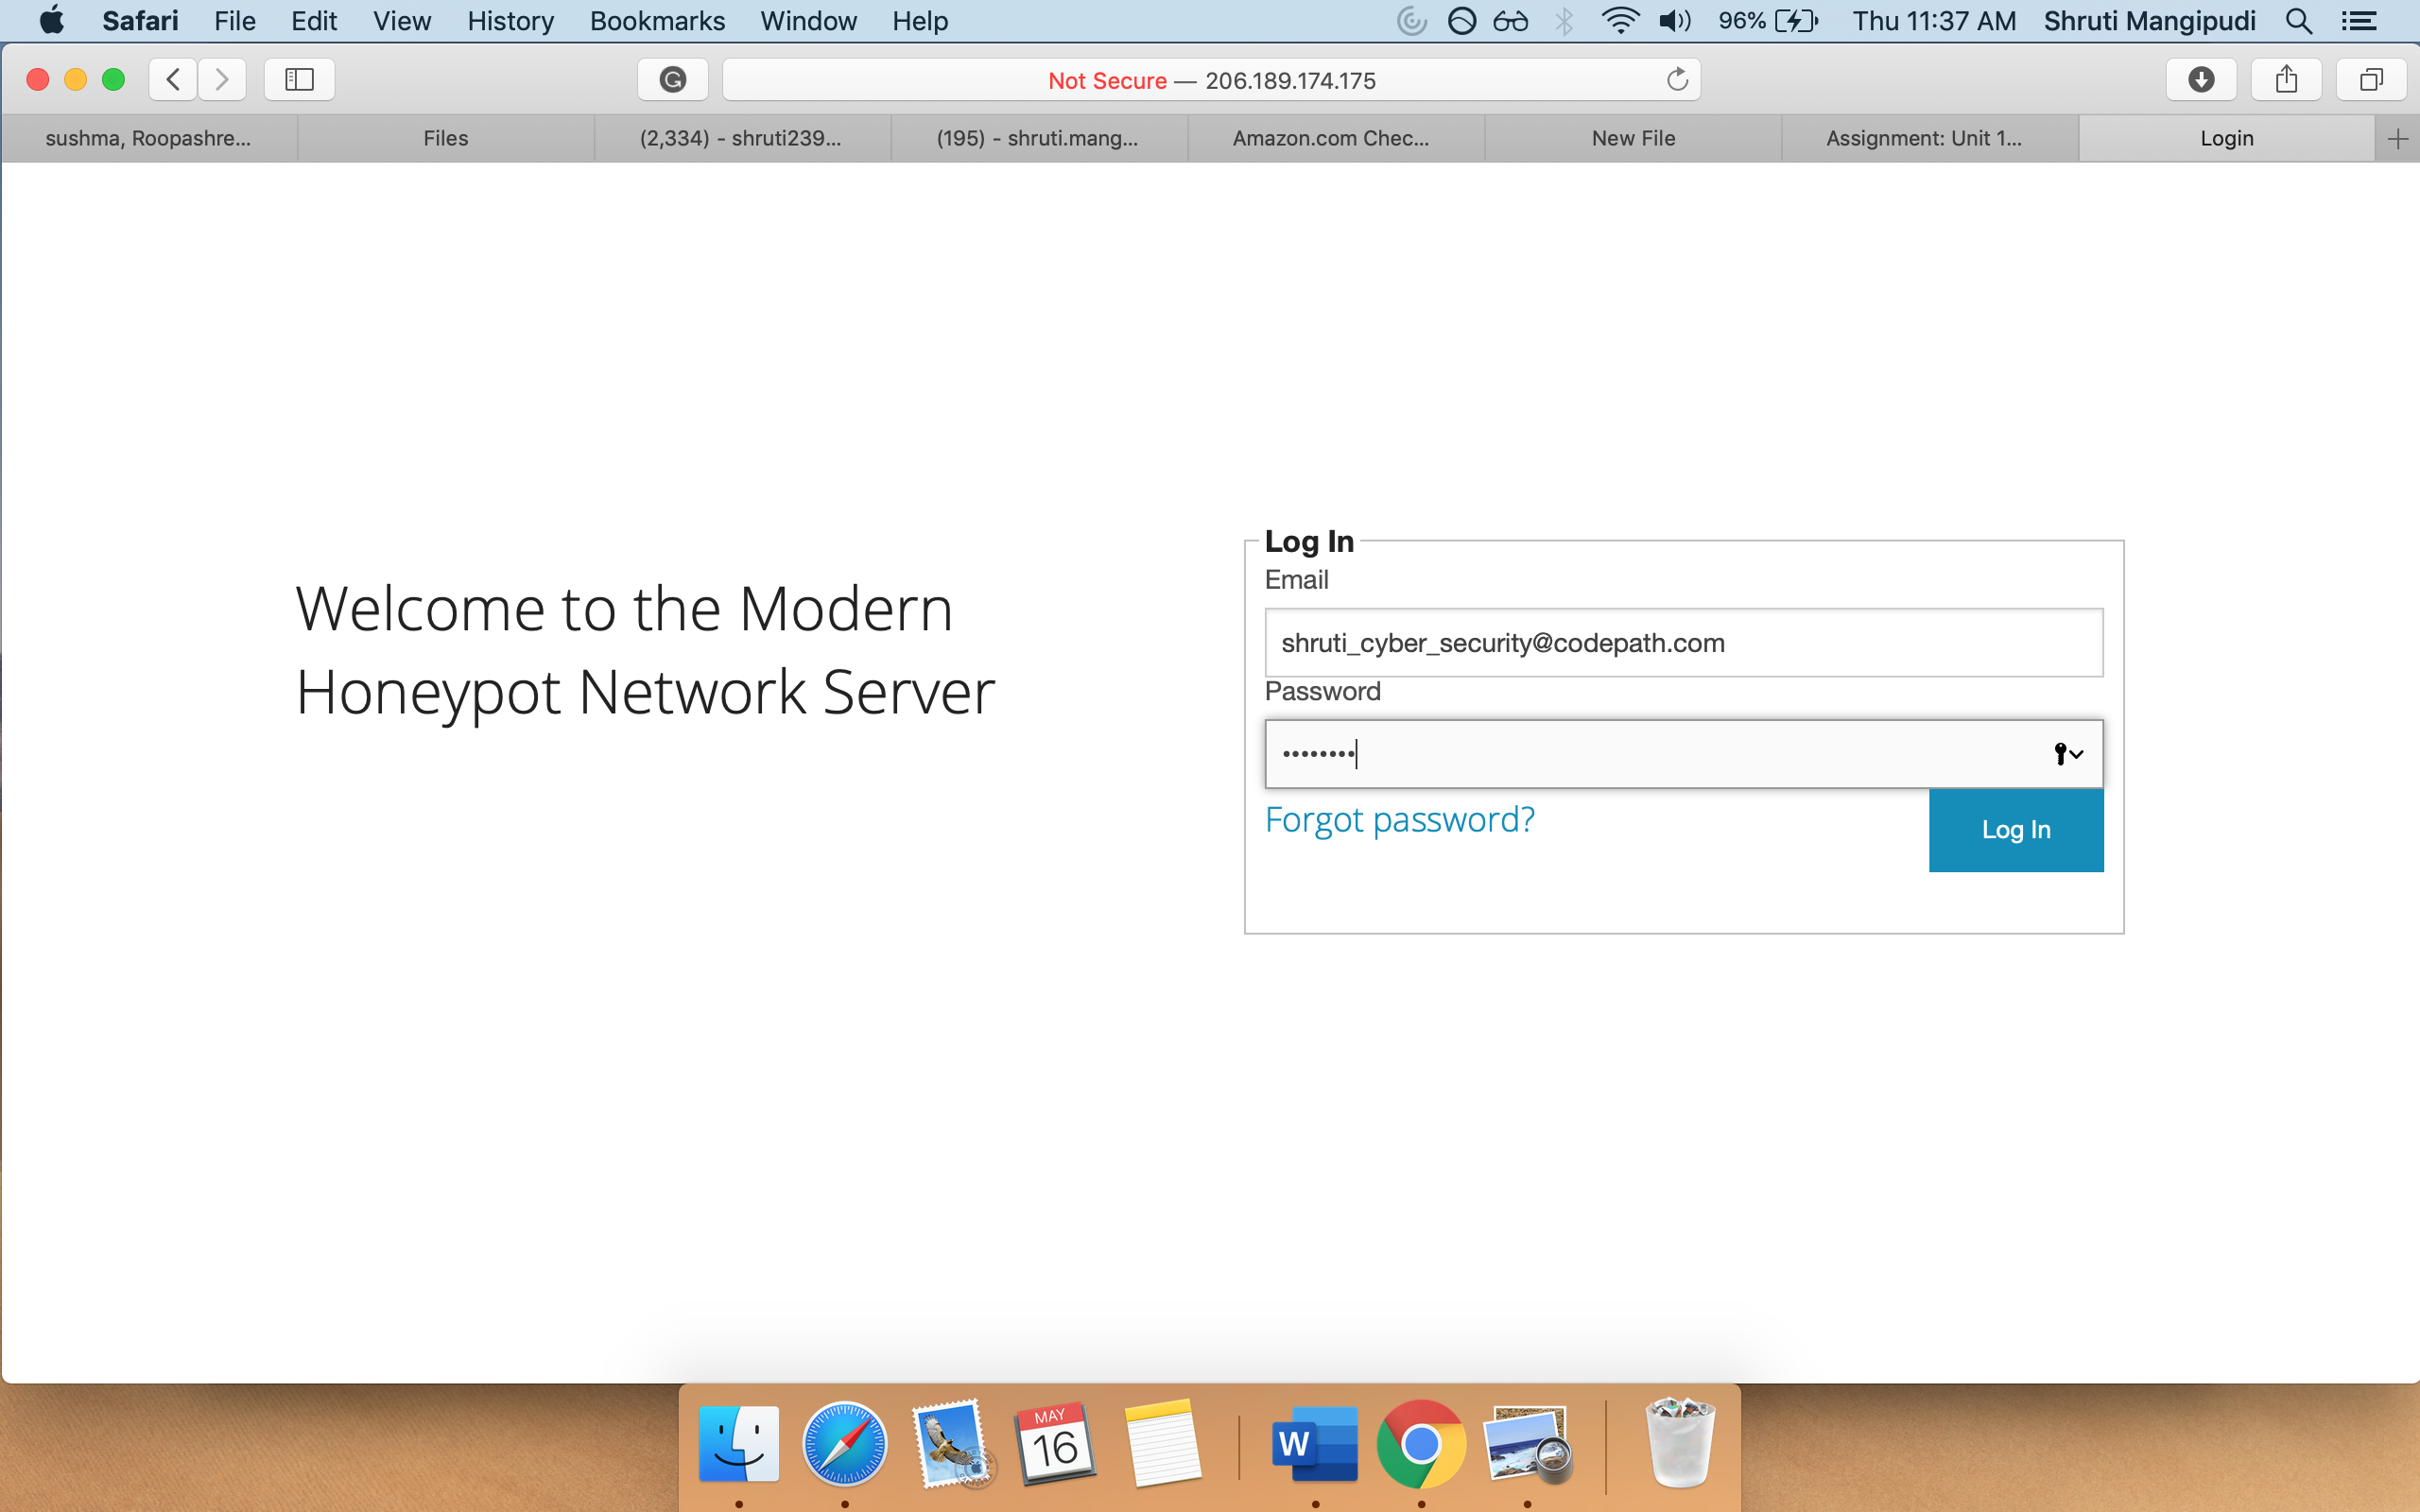 Safari File Edit View History Bookmarks Window Help 96% Thu 11:37 AM Shruti Mangipudi
Not Secure — 206.189.174.175
sushma, Roopashre... Files (2,334) - shruti239... (195) - shruti.mang... Amazon.com Chec... New File Assignment: Unit 1... Login
Welcome to the Modern
Honeypot Network Server
Log In
Email
shruti_cyber_security@codepath.com
Password
••••••••
Forgot password?
Log In
MAY
16
W